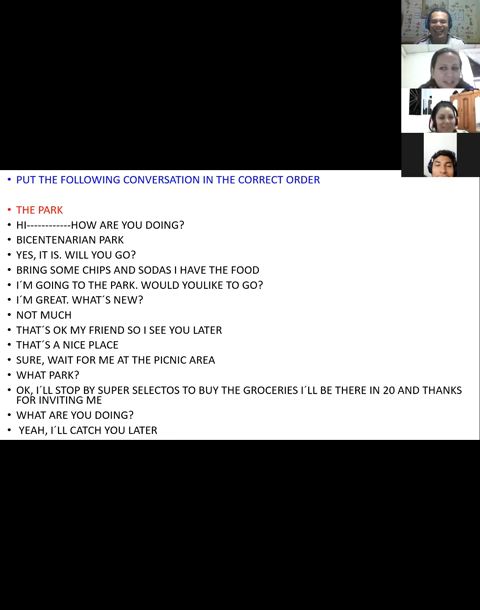 • PUT THE FOLLOWING CONVERSATION IN THE CORRECT ORDER
• THE PARK
• HI------------HOW ARE YOU DOING?
• BICENTENARIAN PARK
• YES, IT IS. WILL YOU GO?
• BRING SOME CHIPS AND SODAS I HAVE THE FOOD
• I´M GOING TO THE PARK. WOULD YOULIKE TO GO?
• I´M GREAT. WHAT´S NEW?
• NOT MUCH
• THAT´S OK MY FRIEND SO I SEE YOU LATER
• THAT´S A NICE PLACE
• SURE, WAIT FOR ME AT THE PICNIC AREA
• WHAT PARK?
• OK, I´LL STOP BY SUPER SELECTOS TO BUY THE GROCERIES I´LL BE THERE IN 20 AND THANKS
FOR INVITING ME
• WHAT ARE YOU DOING?
• YEAH, I´LL CATCH YOU LATER